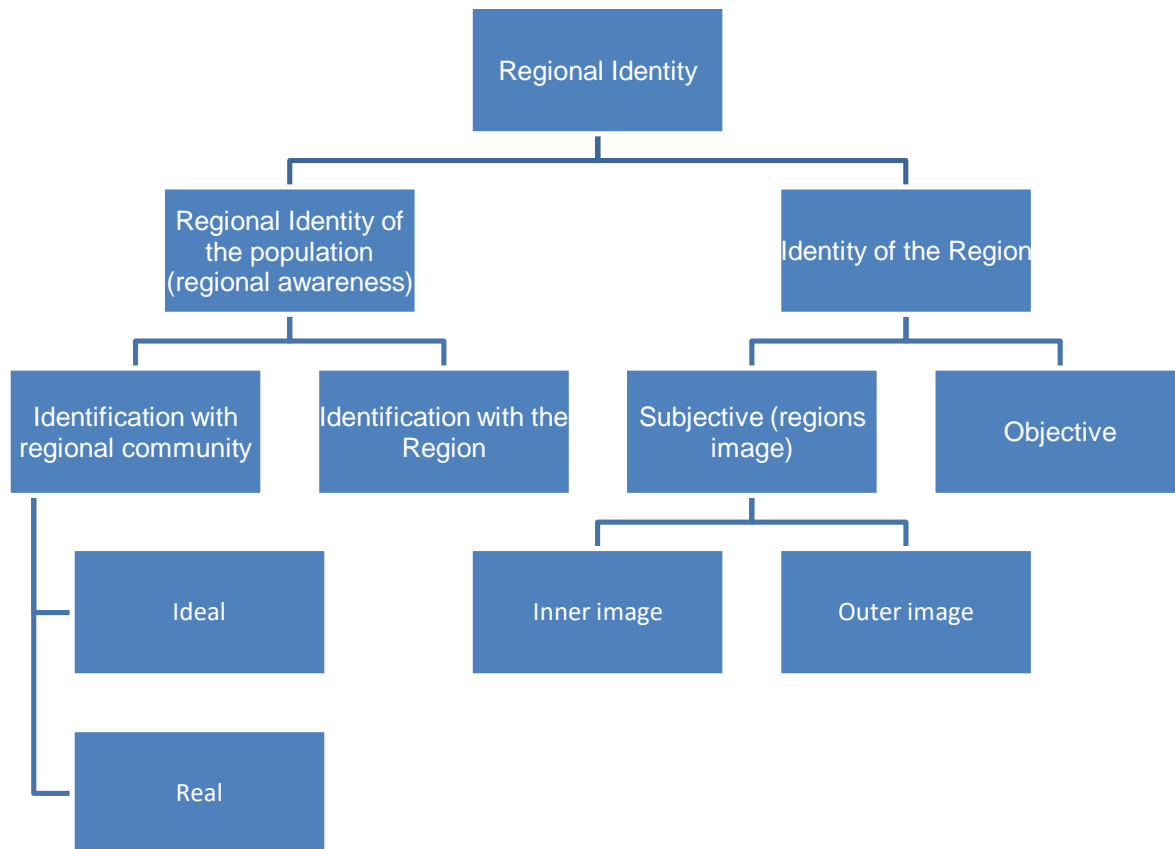 Regional Identity
Regional Identity of
the population
(regional awareness)
Identity of the Region
Identification with
regional community
Identification with the
Region
Subjective (regions
image)
Objective
Ideal
Inner image
Outer image
Real